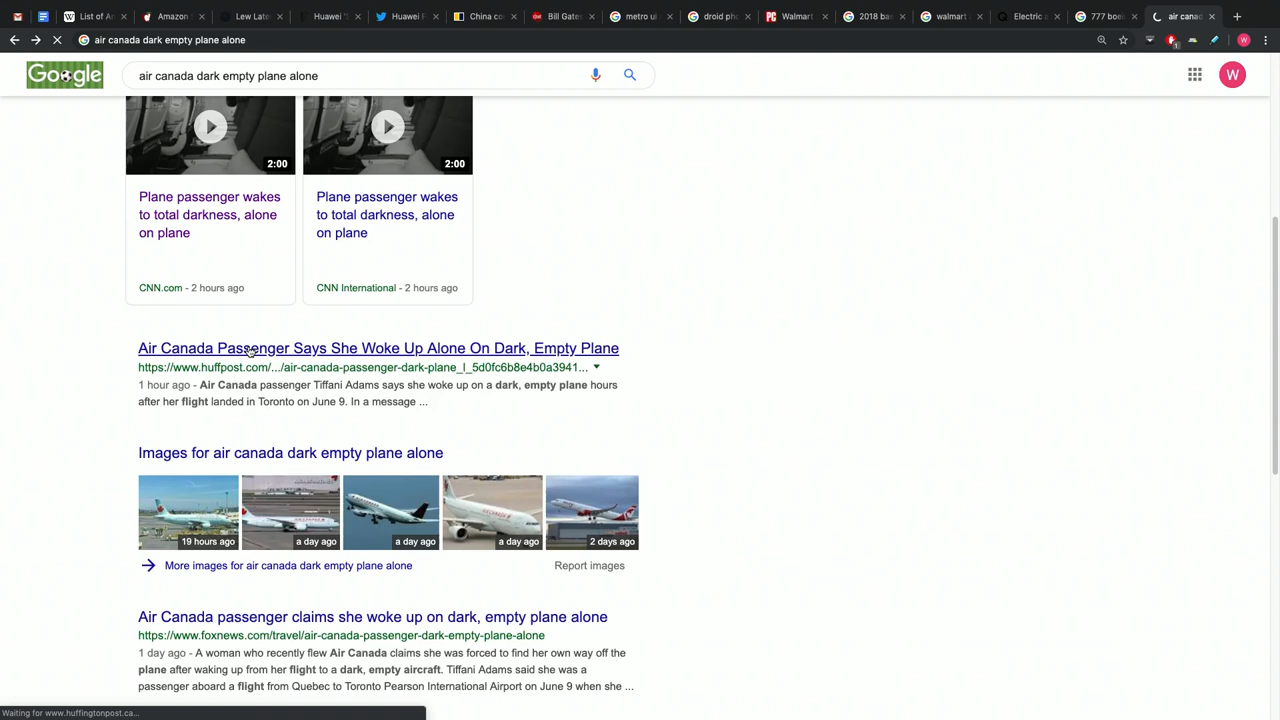 List of Ar
Amazon
Lew Late
Huawei '
Huawei F
China co
Bill Gate
metro ui
droid ph
Walmart
2018 ba
walmart
Electric a
777 boe
air canad
air canada dark empty plane alone
Google
air canada dark empty plane alone
W
2:00
2:00
Plane passenger wakes
to total darkness, alone
on plane
CNN.com - 2 hours ago
Plane passenger wakes
to total darkness, alone
on plane
CNN International - 2 hours ago
Air Canada Passenger Says She Woke Up Alone On Dark, Empty Plane
https://www.huffpost.com/.../air-canada-passenger-dark-plane_l_5d0fc6b8e4b0a3941...
1 hour ago - Air Canada passenger Tiffani Adams says she woke up on a dark, empty plane hours
after her flight landed in Toronto on June 9. In a message ...
Images for air canada dark empty plane alone
19 hours ago
a day ago
a day ago
a day ago
2 days ago
More images for air canada dark empty plane alone
Report images
Air Canada passenger claims she woke up on dark, empty plane alone
https://www.foxnews.com/travel/air-canada-passenger-dark-empty-plane-alone
1 day ago - A woman who recently flew Air Canada claims she was forced to find her own way off the
plane after waking up from her flight to a dark, empty aircraft. Tiffani Adams said she was a
passenger aboard a flight from Quebec to Toronto Pearson International Airport on June 9 when she ...
Waiting for www.huffingtonpost.ca...